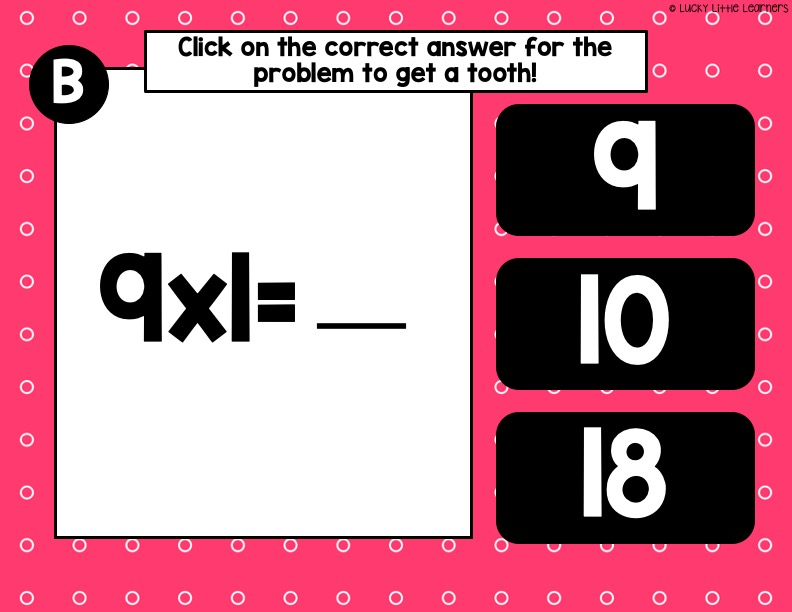 © Lucky Little Learners
Click on the correct answer for the
problem to get a tooth!
B
9x1= __
9
10
18